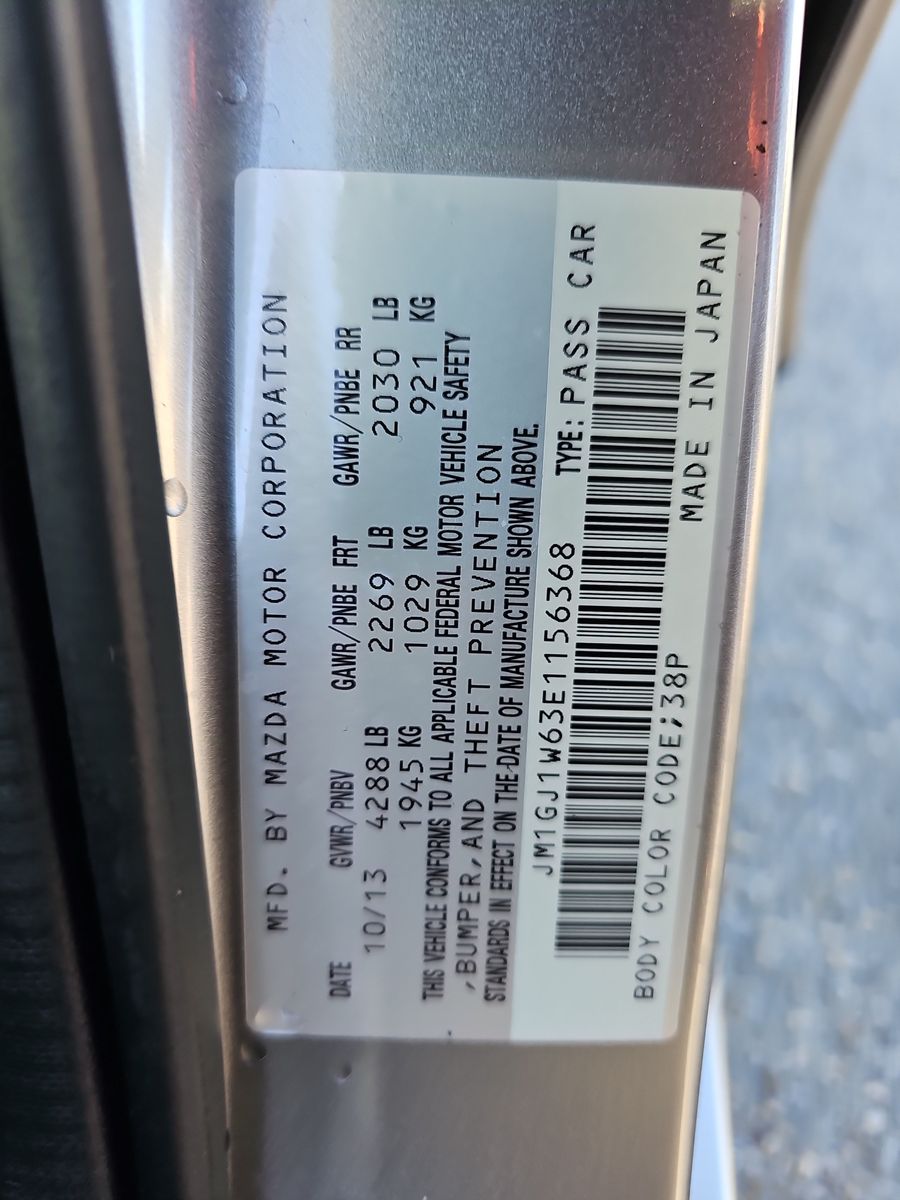 MFD. BY MAZDA MOTOR CORPORATION
DATE GVWR/PNBV GAWR/PNBE FRT GAWR/PNBE RR
10/13 4288 LB 2269 LB 2030 LB
1945 KG 1029 KG 921 KG
THIS VEHICLE CONFORMS TO ALL APPLICABLE FEDERAL MOTOR VEHICLE SAFETY
,BUMPER,AND THEFT PREVENTION
STANDARDS IN EFFECT ON THE DATE OF MANUFACTURE SHOWN ABOVE.
JM1GJ1W63E1156368 TYPE: PASS CAR
BODY COLOR CODE;38P
MADE IN JAPAN